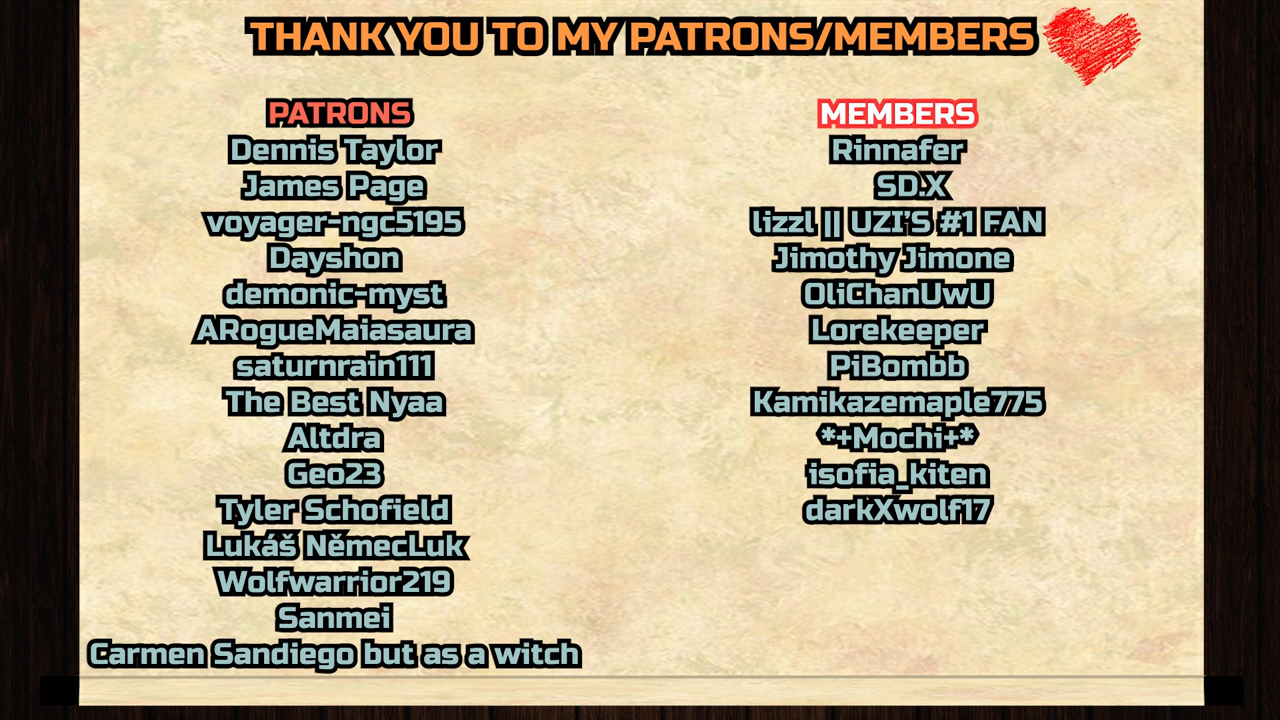 THANK YOU TO MY PATRONS/MEMBERS
PATRONS
Dennis Taylor
James Page
voyager-ngc5195
Dayshon
demonic-myst
ARogueMaiasaura
saturnrain111
The Best Nyaa
Altdra
Geo23
Tyler Schofield
Lukáš NěmecLuk
Wolfwarrior219
Sanmei
Carmen Sandiego but as a witch
MEMBERS
Rinnafer
SD.X
lizzl || UZI'S #1 FAN
Jimothy Jimone
OliChanUwU
Lorekeeper
PiBombb
Kamikazemaple775
*+Mochi+*
isofia_kiten
darkXwolf17